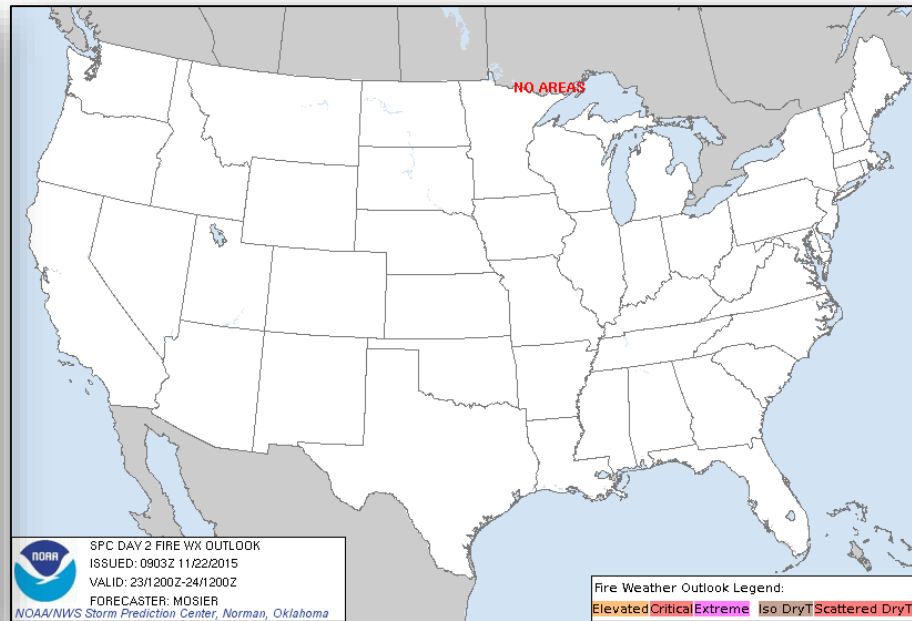 NO AREAS
NOAA
SPC DAY 2 FIRE WX OUTLOOK
ISSUED: 0903Z 11/22/2015
VALID: 23/1200Z-24/1200Z
FORECASTER: MOSIER
NOAA/NWS Storm Prediction Center, Norman, Oklahoma
Fire Weather Outlook Legend:
Elevated Critical Extreme Iso DryT Scattered DryT